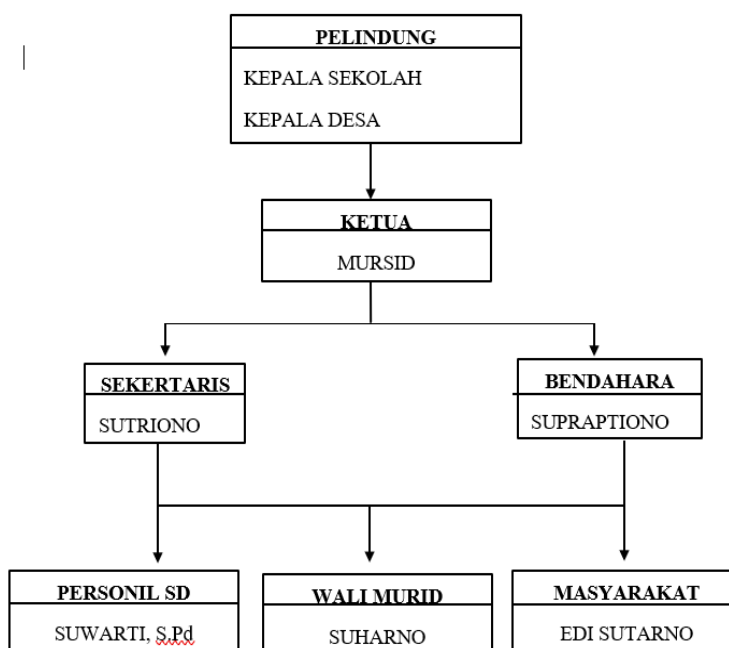 PELINDUNG
KEPALA SEKOLAH
KEPALA DESA
KETUA
MURSID
SEKERTARIS
SUTRIONO
BENDAHARA
SUPRAPTIONO
PERSONIL SD
SUWARTI, S.Pd
WALI MURID
SUHARNO
MASYARAKAT
EDI SUTARNO